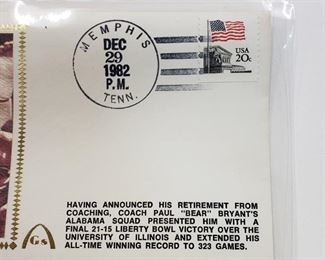 MEMPHIS
DEC
29
1982
P.M.
TENN.
USA
20c
HAVING ANNOUNCED HIS RETIREMENT FROM
COACHING, COACH PAUL "BEAR" BRYANT'S
ALABAMA SQUAD PRESENTED HIM WITH A
FINAL 21-15 LIBERTY BOWL VICTORY OVER THE
UNIVERSITY OF ILLINOIS AND EXTENDED HIS
ALL-TIME WINNING RECORD TO 323 GAMES.
GS